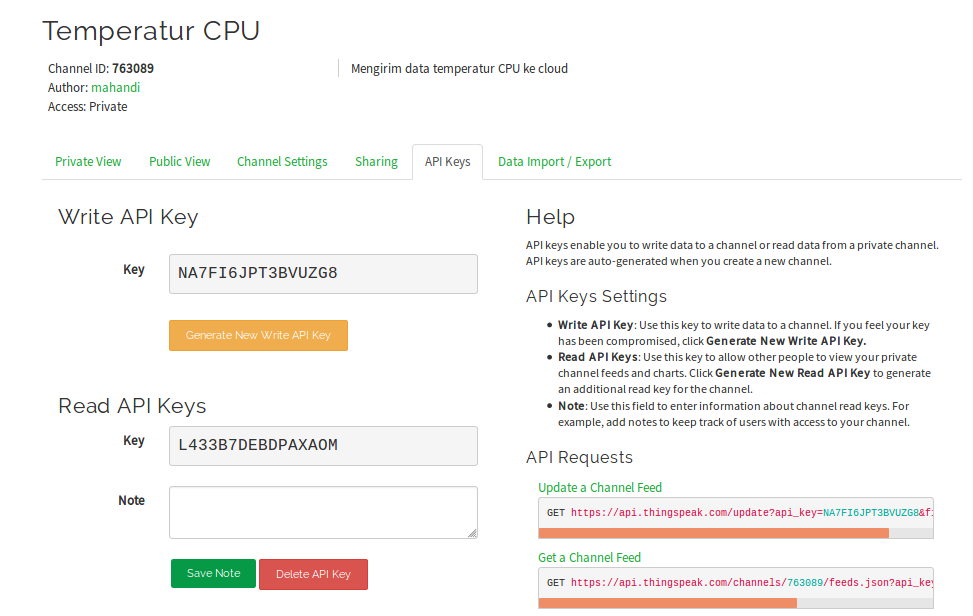 Temperatur CPU
Channel ID: 763089
Author: mahandi
Access: Private
Mengirim data temperatur CPU ke cloud
Private View
Public View
Channel Settings
Sharing
API Keys
Data Import / Export
Write API Key
Key
NA7FI6JPT3BVUZG8
Generate New Write API Key
Read API Keys
Key
L433B7DEBDPAXAOM
Note
Save Note
Delete API Key
Help
API keys enable you to write data to a channel or read data from a private channel.
API keys are auto-generated when you create a new channel.
API Keys Settings
• Write API Key: Use this key to write data to a channel. If you feel your key
has been compromised, click Generate New Write API Key.
• Read API Keys: Use this key to allow other people to view your private
channel feeds and charts. Click Generate New Read API Key to generate
an additional read key for the channel.
• Note: Use this field to enter information about channel read keys. For
example, add notes to keep track of users with access to your channel.
API Requests
Update a Channel Feed
GET https://api.thingspeak.com/update?api_key=NA7FI6JPT3BVUZG8&fi
Get a Channel Feed
GET https://api.thingspeak.com/channels/763089/feeds.json?api_key